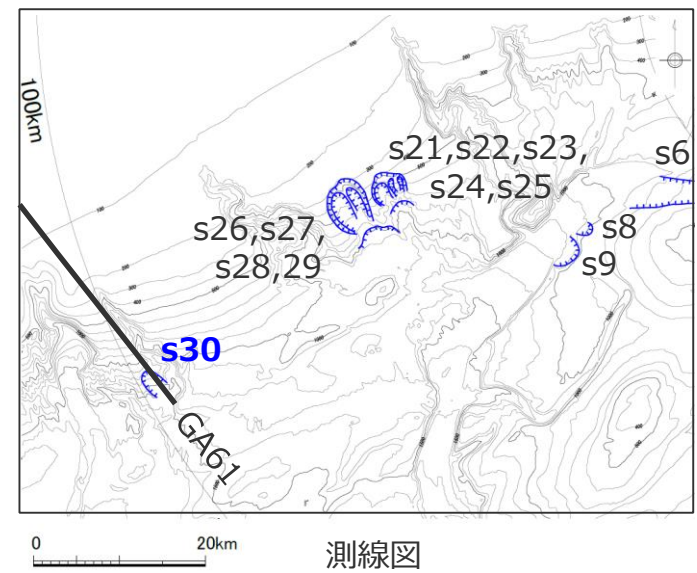 100km
s21,s22,s23,
s24,s25
s6
s26,s27,
s28,29
s8
s9
s30
GA61
0 20km
測線図